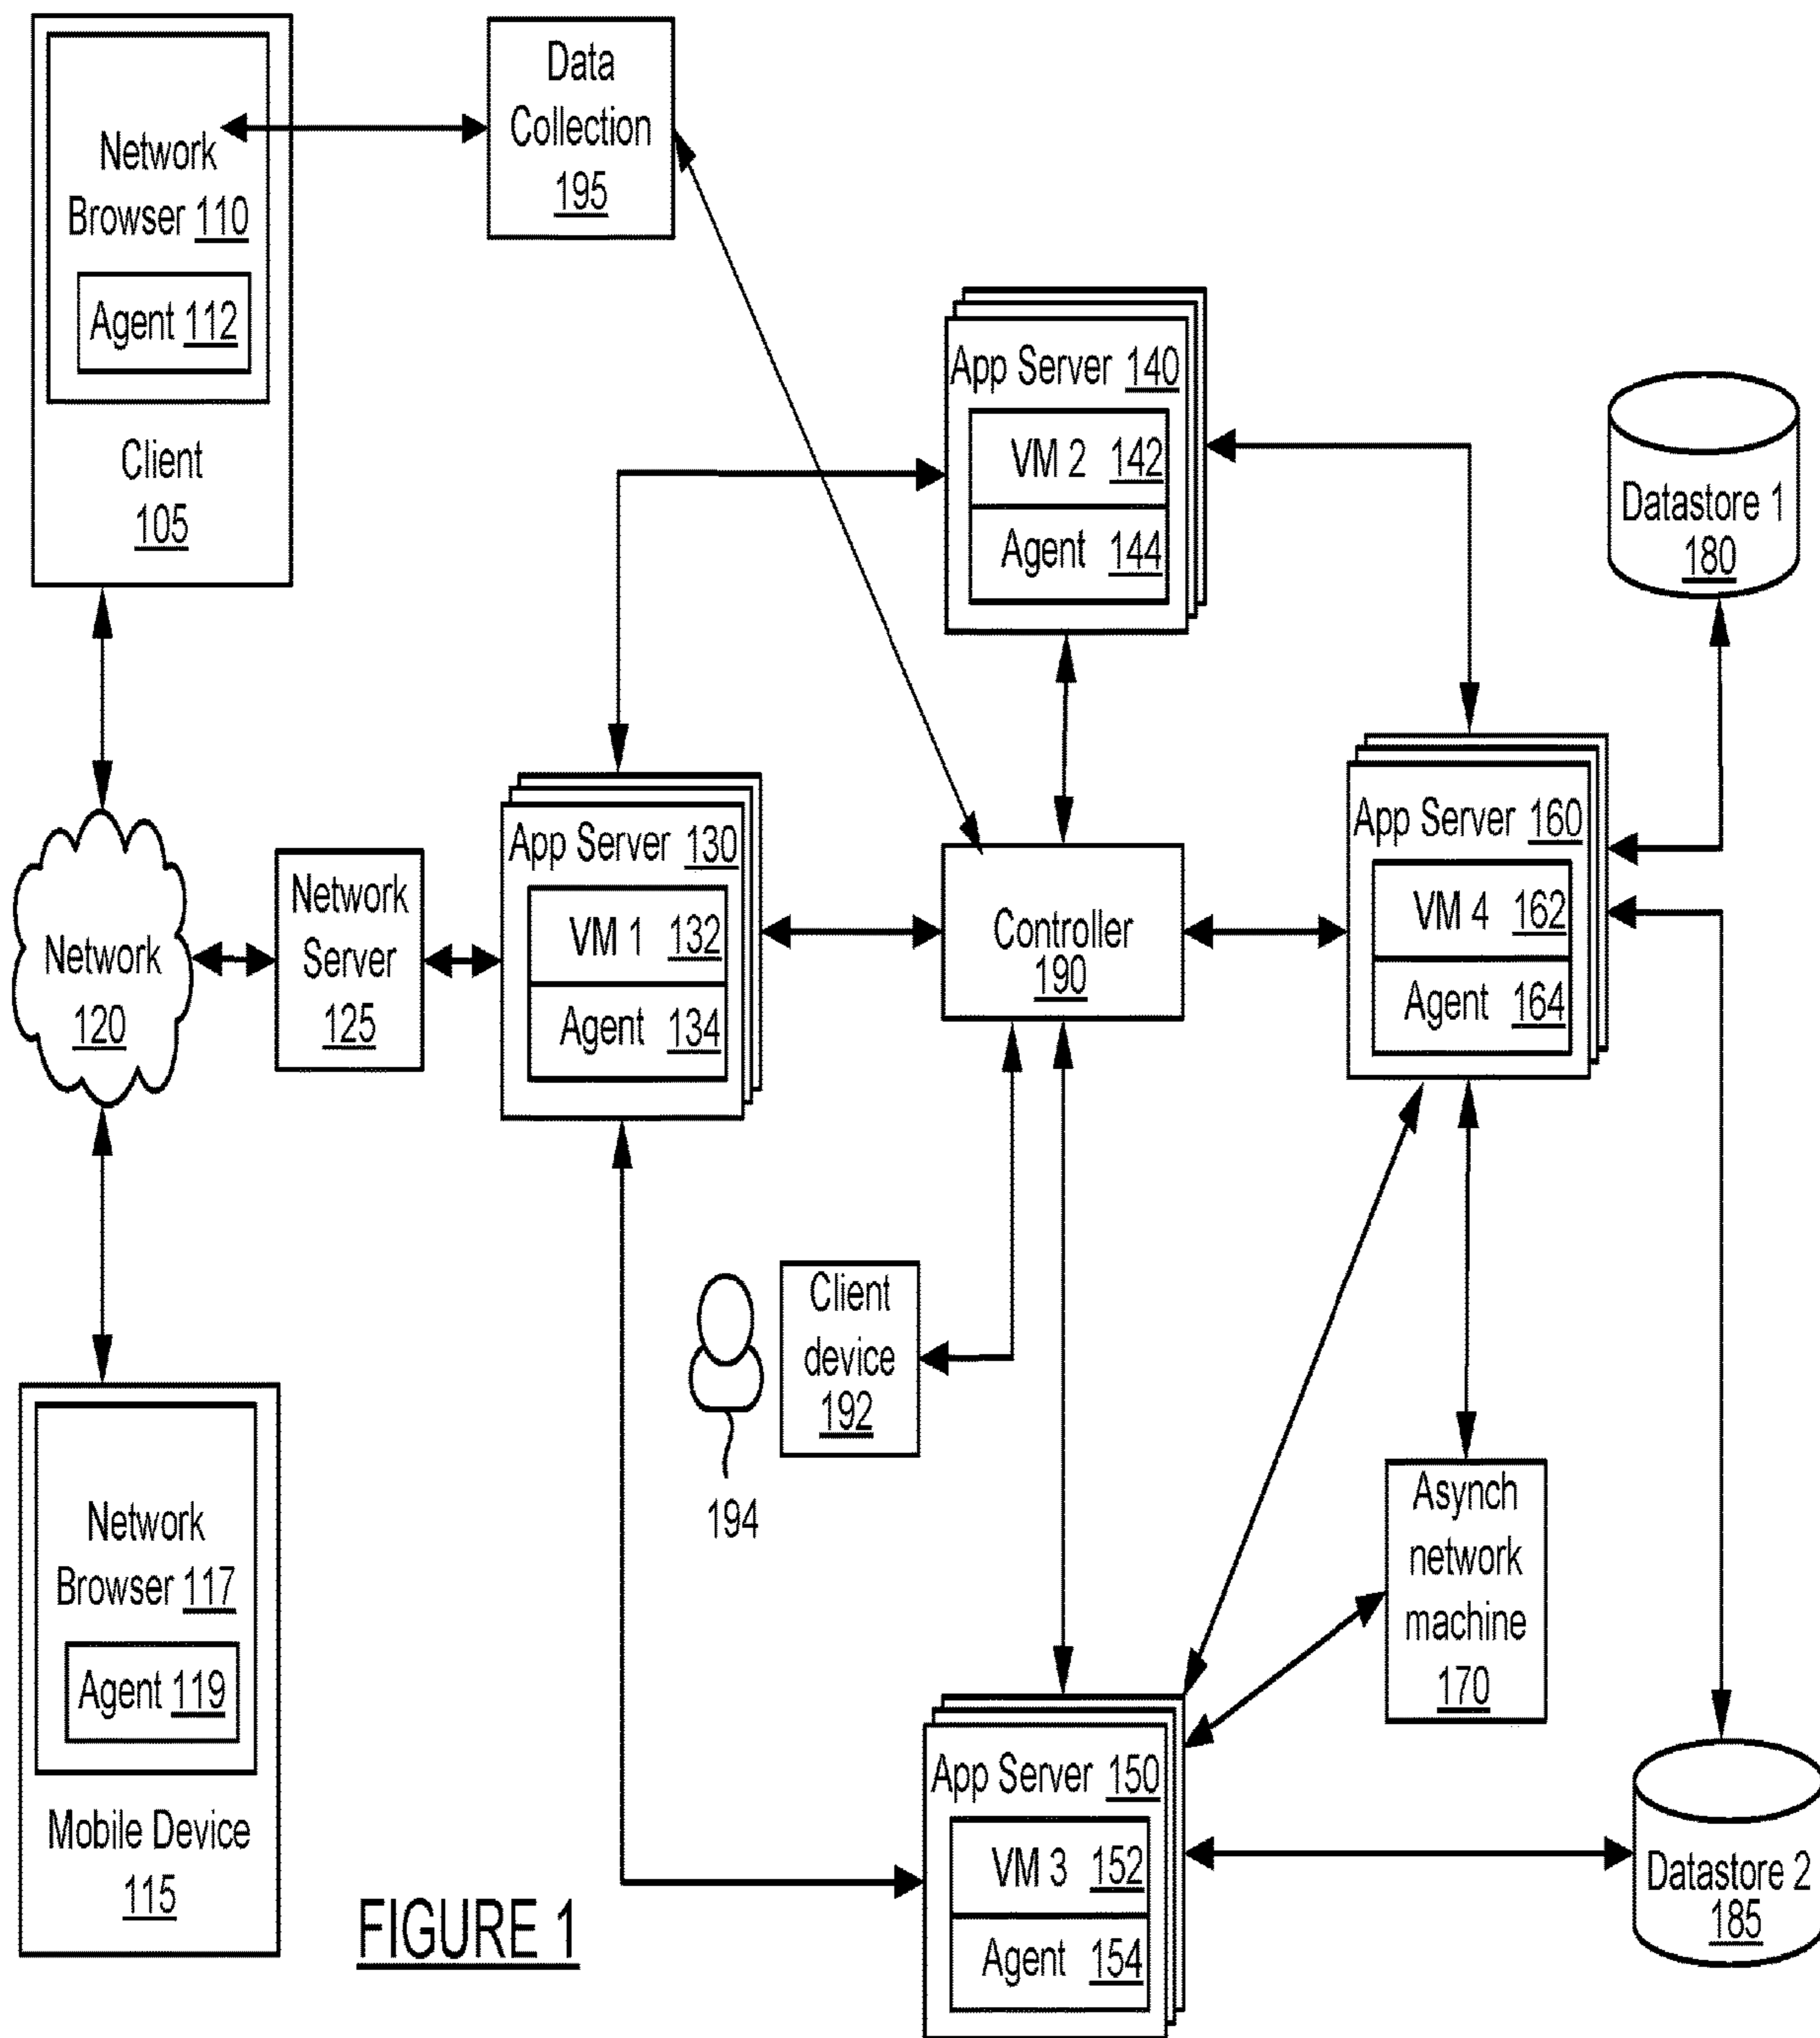 Network
Browser 110
Agent 112
Client
105
Data
Collection
195
App Server 140
VM 2 142
Agent 144
Datastore 1
180
Network
120
Network
Server
125
App Server 130
VM 1 132
Agent 134
Controller
190
App Server 160
VM 4 162
Agent 164
Client
device
192
194
Asynch
network
machine
170
Network
Browser 117
Agent 119
Mobile Device
115
App Server 150
VM 3 152
Agent 154
Datastore 2
185
FIGURE 1